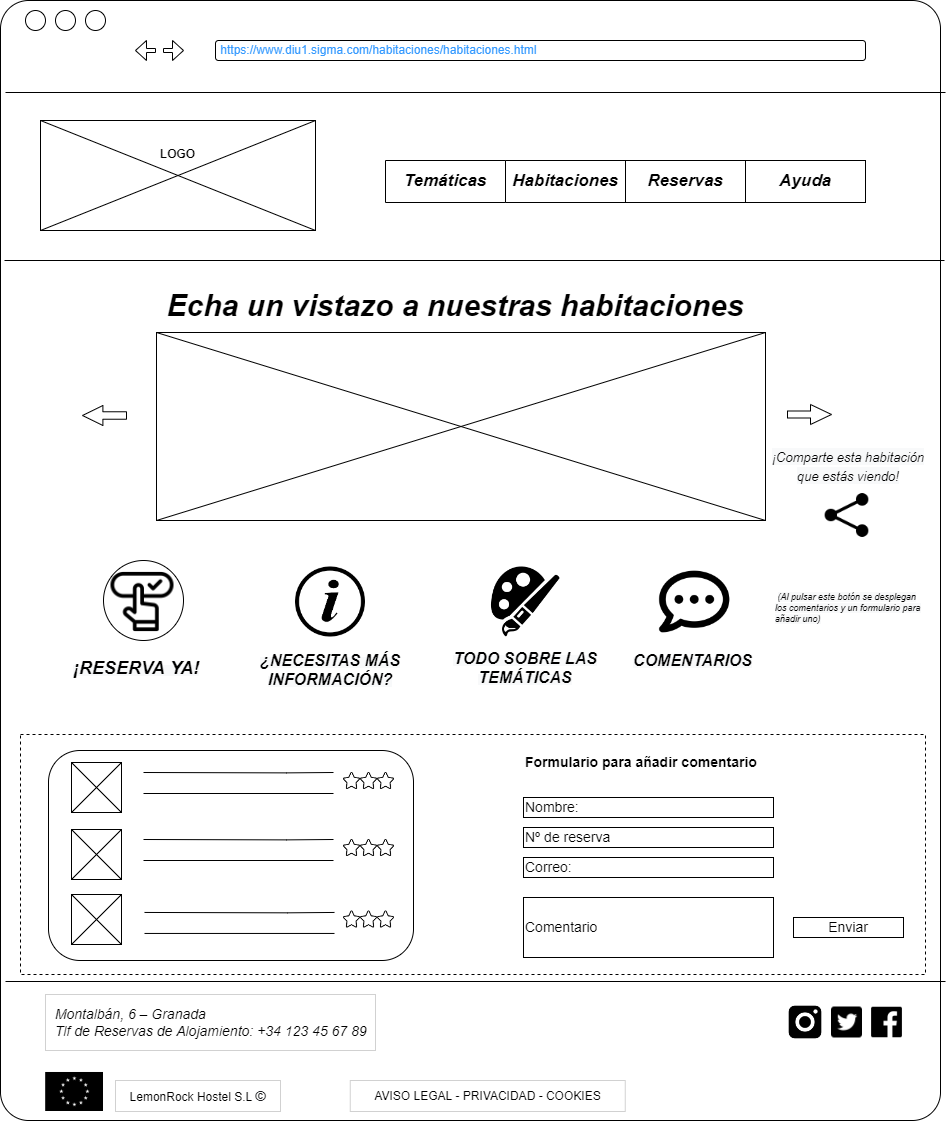 https://www.diu1.sigma.com/habitaciones/habitaciones.html
LOGO
Temáticas Habitaciones Reservas Ayuda
Echa un vistazo a nuestras habitaciones
¡Comparte esta habitación
que estás viendo!
(Al pulsar este botón se desplegan
los comentarios y un formulario para
añadir uno)
¡RESERVA YA!
¿NECESITAS MÁS
INFORMACIÓN?
TODO SOBRE LAS
TEMÁTICAS
COMENTARIOS
Formulario para añadir comentario
Nombre:
Nº de reserva
Correo:
Comentario
Enviar
Montalbán, 6 – Granada
Tlf de Reservas de Alojamiento: +34 123 45 67 89
LemonRock Hostel S.L ©
AVISO LEGAL - PRIVACIDAD - COOKIES